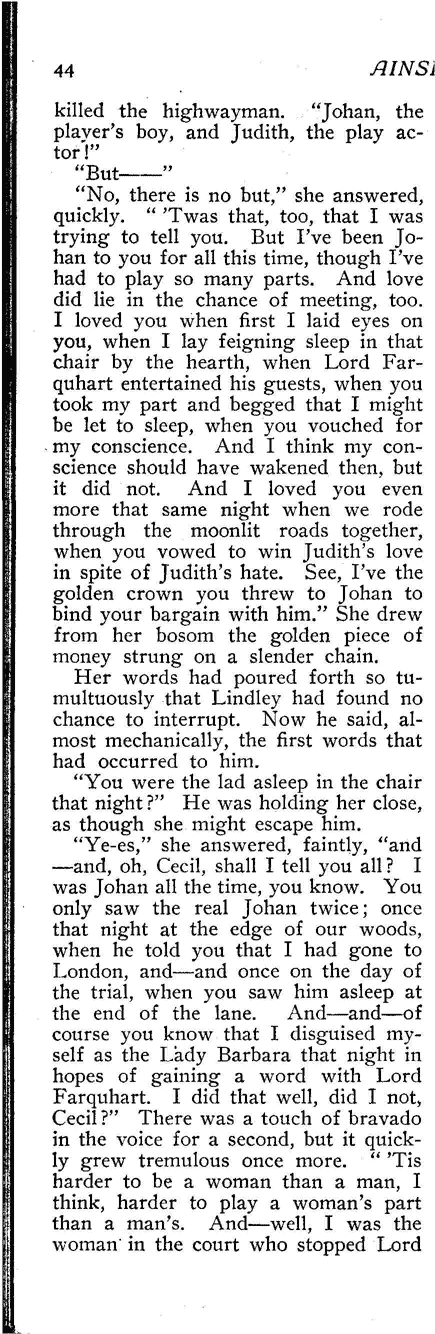 44 AINSI
killed the highwayman. "Johan, the
player's boy, and Judith, the play ac-
tor!"
"But——"
"No, there is no but," she answered,
quickly. " 'Twas that, too, that I was
trying to tell you. But I've been Jo-
han to you for all this time, though I've
had to play so many parts. And love
did lie in the chance of meeting, too.
I loved you when first I laid eyes on
you, when I lay feigning sleep in that
chair by the hearth, when Lord Far-
quhart entertained his guests, when you
took my part and begged that I might
be let to sleep, when you vouched for
my conscience. And I think my con-
science should have wakened then, but
it did not. And I loved you even
more that same night when we rode
through the moonlit roads together,
when you vowed to win Judith's love
in spite of Judith's hate. See, I've the
golden crown you threw to Johan to
bind your bargain with him." She drew
from her bosom the golden piece of
money strung on a slender chain.
Her words had poured forth so tu-
multuously that Lindley had found no
chance to interrupt. Now he said, al-
most mechanically, the first words that
had occurred to him.
"You were the lad asleep in the chair
that night?" He was holding her close,
as though she might escape him.
"Ye-es," she answered, faintly, "and
—and, oh, Cecil, shall I tell you all? I
was Johan all the time, you know. You
only saw the real Johan twice; once
that night at the edge of our woods,
when he told you that I had gone to
London, and—and once on the day of
the trial, when you saw him asleep at
the end of the lane. And—and—of
course you know that I disguised my-
self as the Lady Barbara that night in
hopes of gaining a word with Lord
Farquhart. I did that well, did I not,
Cecil?" There was a touch of bravado
in the voice for a second, but it quick-
ly grew tremulous once more. " 'Tis
harder to be a woman than a man, I
think, harder to play a woman's part
than a man's. And—well, I was the
woman in the court who stopped Lord